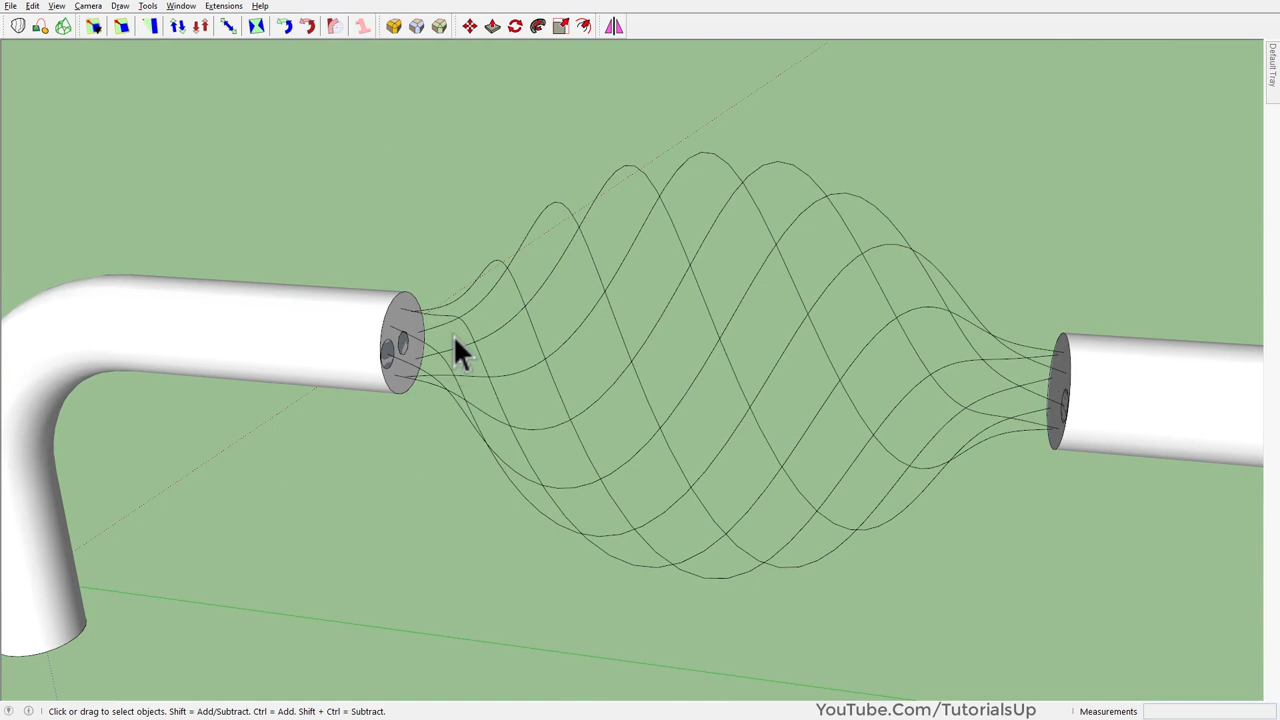 File Edit View Camera Draw Tools Window Extensions Help
Default Tray
Click or drag to select objects. Shift = Add/Subtract. Ctrl = Add. Shift + Ctrl = Subtract.
YouTube.Com/TutorialsUp
Measurements